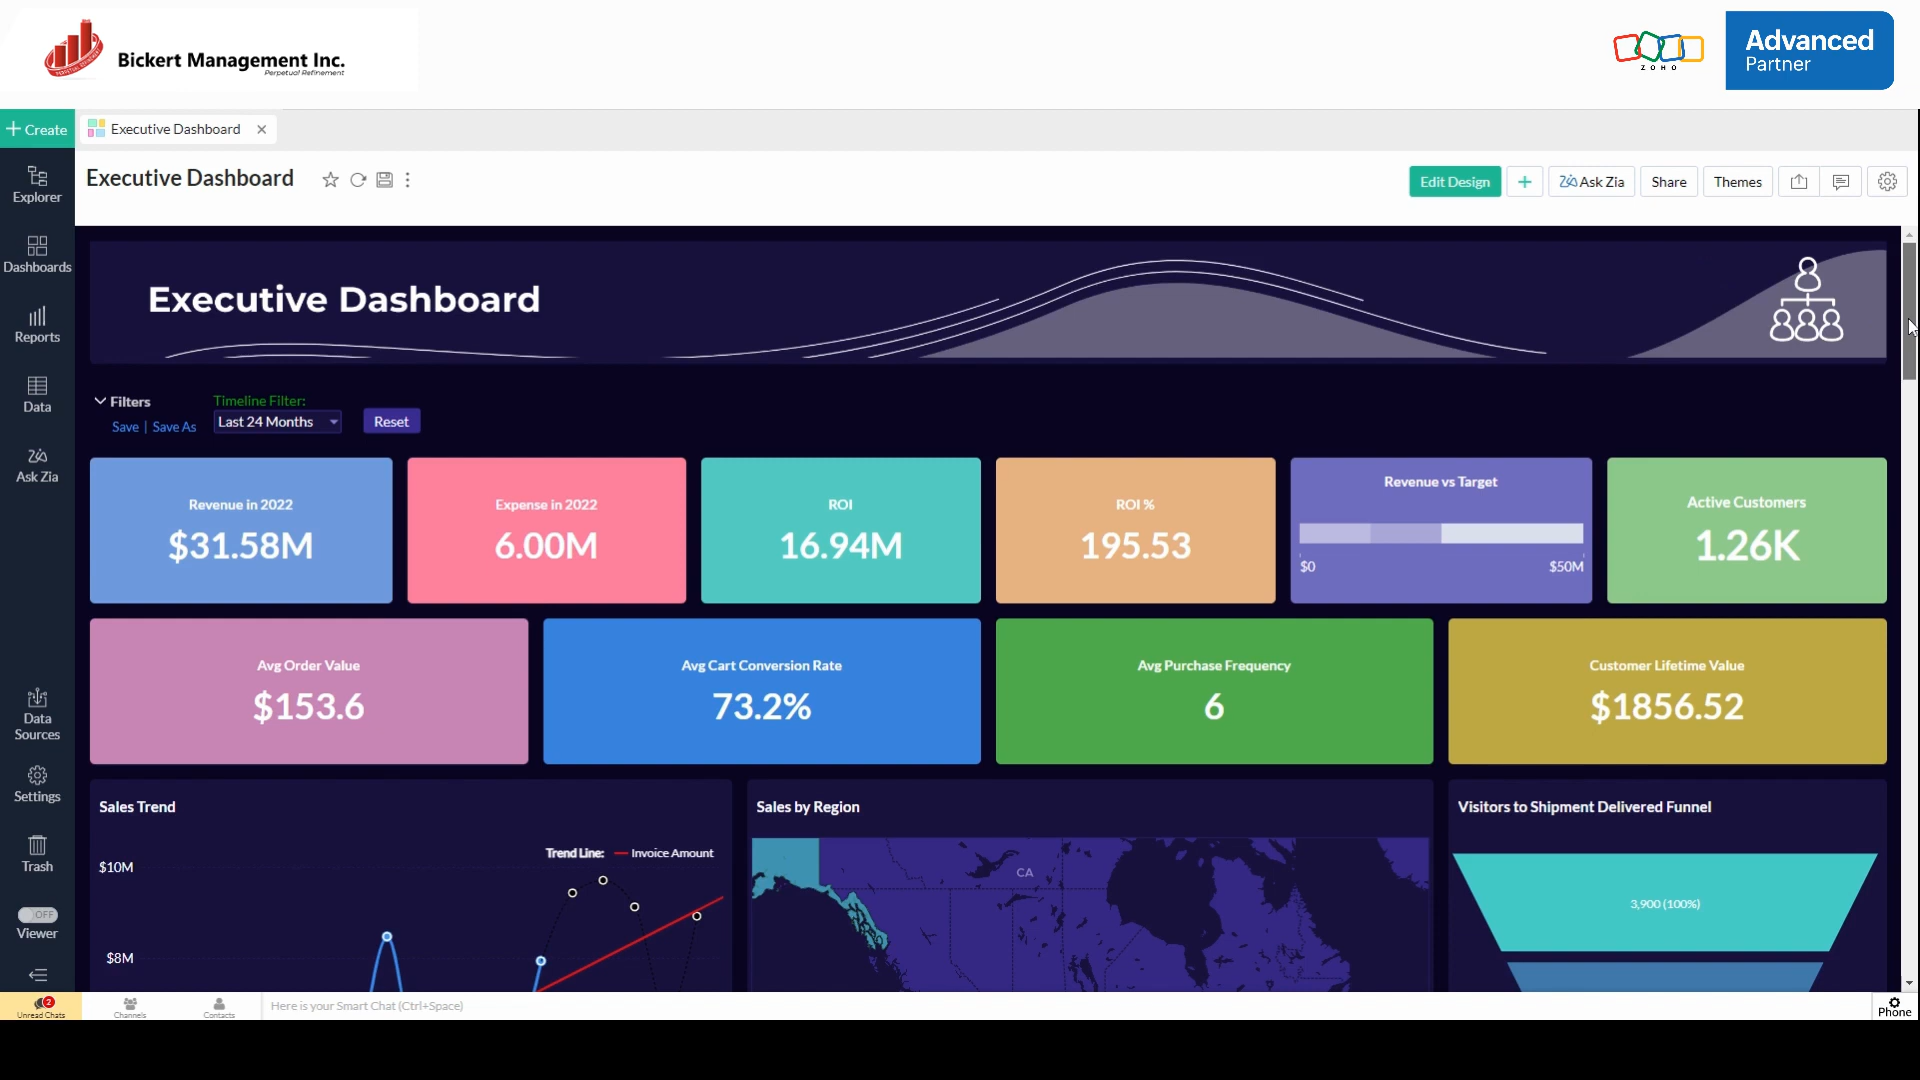 Bickert Management Inc.
Perpetual Refinement
ZOHO
Advanced
Partner
+ Create
Executive Dashboard
Explorer
Dashboards
Reports
Data
Ask Zia
Data
Sources
Settings
Trash
OFF
Viewer
Executive Dashboard
Edit Design
+
Ask Zia
Share
Themes
Executive Dashboard
Filters
Save | Save As
Timeline Filter:
Last 24 Months
Reset
Revenue in 2022
$31.58M
Expense in 2022
6.00M
ROI
16.94M
ROI %
195.53
Revenue vs Target
$0
$50M
Active Customers
1.26K
Avg Order Value
$153.6
Avg Cart Conversion Rate
73.2%
Avg Purchase Frequency
6
Customer Lifetime Value
$1856.52
Sales Trend
Trend Line: Invoice Amount
$10M
$8M
Sales by Region
CA
Visitors to Shipment Delivered Funnel
3,900 (100%)
2
Unread Chats
Channels
Contacts
Here is your Smart Chat (Ctrl+Space)
Phone